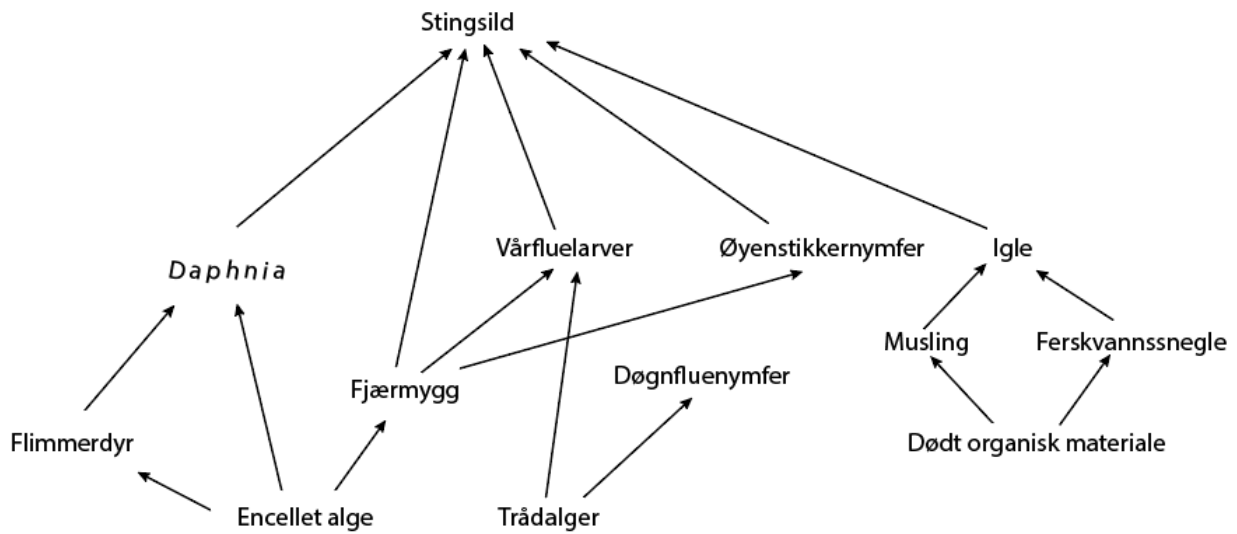 Stingsild
Daphnia
Vårfluelarver
Øyenstikkernymfer
Igle
Fjærmygg
Døgnfluenymfer
Musling
Ferskvannssnegle
Flimmerdyr
Dødt organisk materiale
Encellet alge
Trådalger